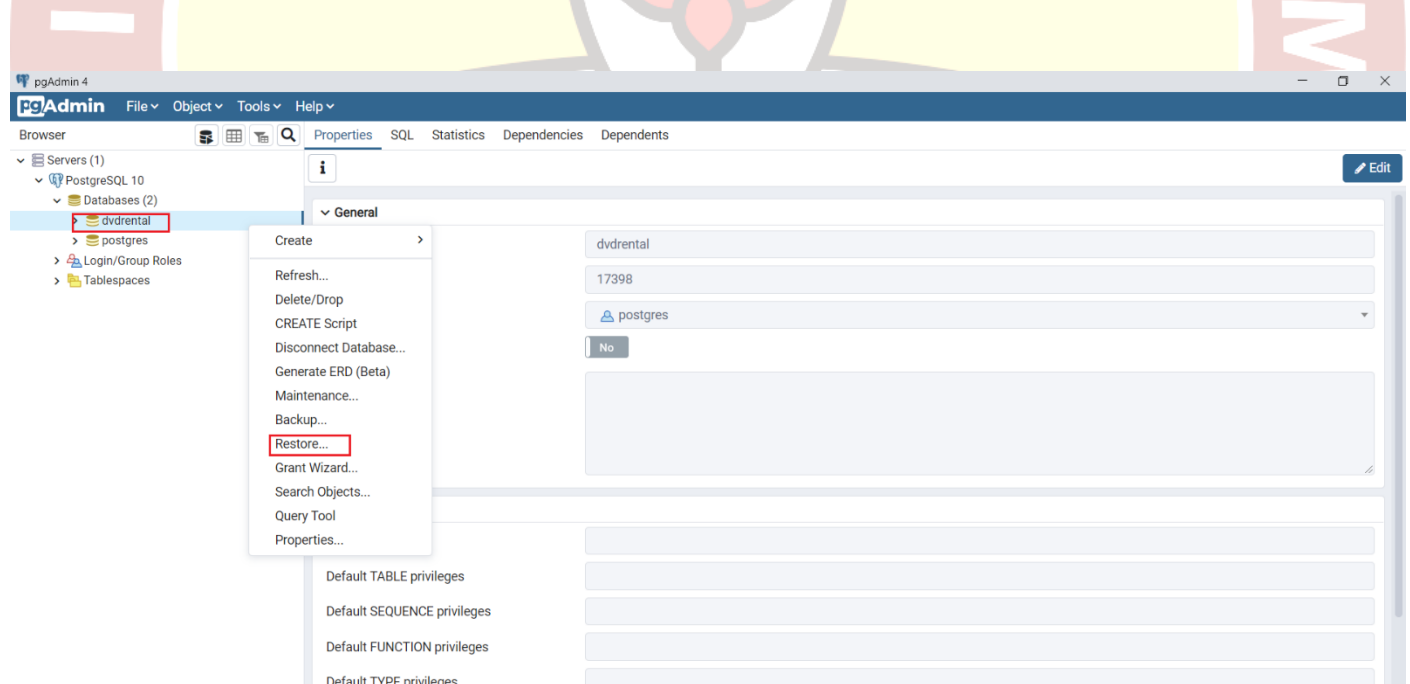 I
M
pgAdmin 4
pgAdmin File Object Tools Help
Browser
Properties SQL Statistics Dependencies Dependents
Servers (1)
i
Edit
PostgreSQL 10
Databases (2)
dvdrental
General
postgres
Login/Group Roles
Tablespaces
Create
Refresh...
Delete/Drop
CREATE Script
Disconnect Database...
Generate ERD (Beta)
Maintenance...
Backup...
Restore...
Grant Wizard...
Search Objects...
Query Tool
Properties...
dvdrental
17398
postgres
No
Default TABLE privileges
Default SEQUENCE privileges
Default FUNCTION privileges
Default TYPE privileges